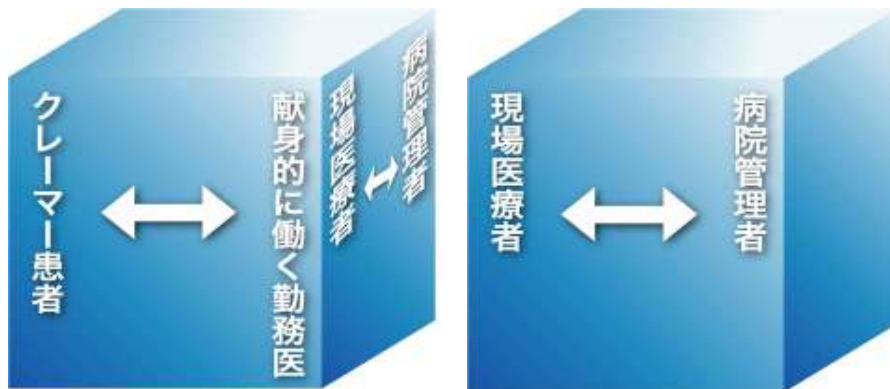 クレーマー患者
献身的に働く勤務医
現場医療者
病院管理者
現場医療者
病院管理者